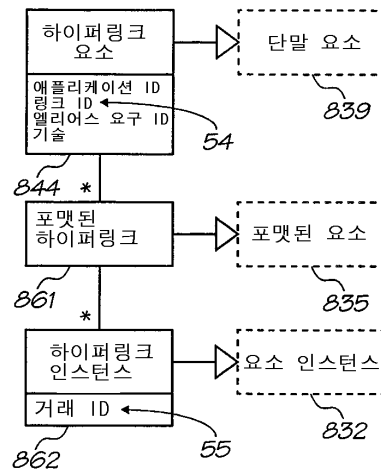 하이퍼링크
요소
단말 요소
839
애플리케이션 ID
링크 ID
엘리어스 요구 ID
기술
54
844
*
포맷된
하이퍼링크
포맷된 요소
861
835
*
하이퍼링크
인스턴스
요소 인스턴스
832
거래 ID
862
55